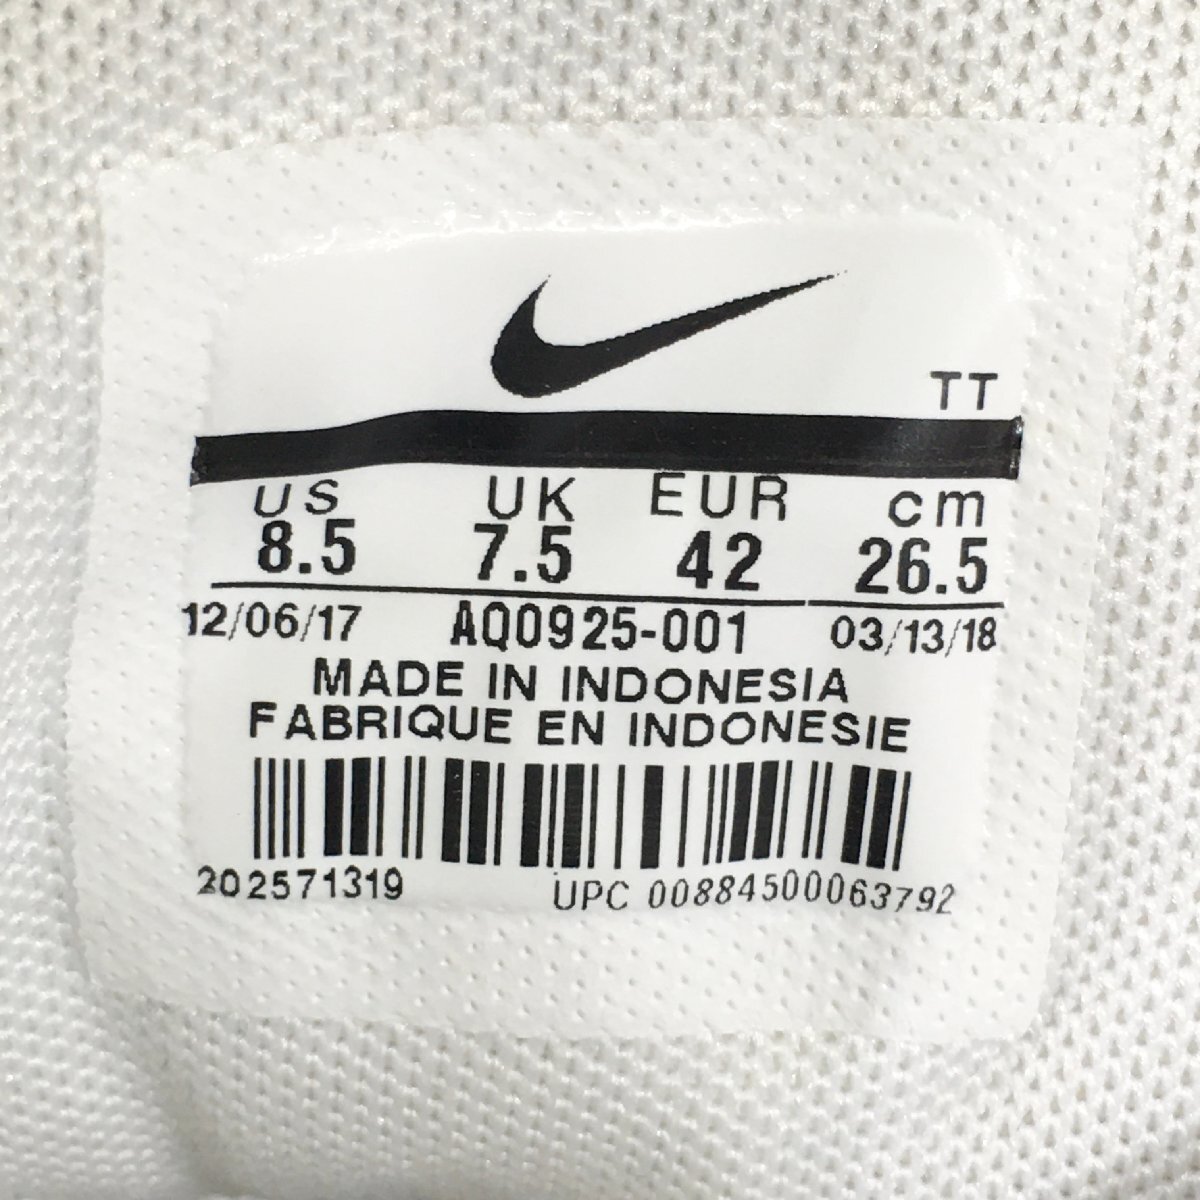 TT
US UK EUR cm
8.5 7.5 42 26.5
12/06/17 AQ0925-001 03/13/18
MADE IN INDONESIA
FABRIQUE EN INDONESIE
202571319 UPC 00884500063792